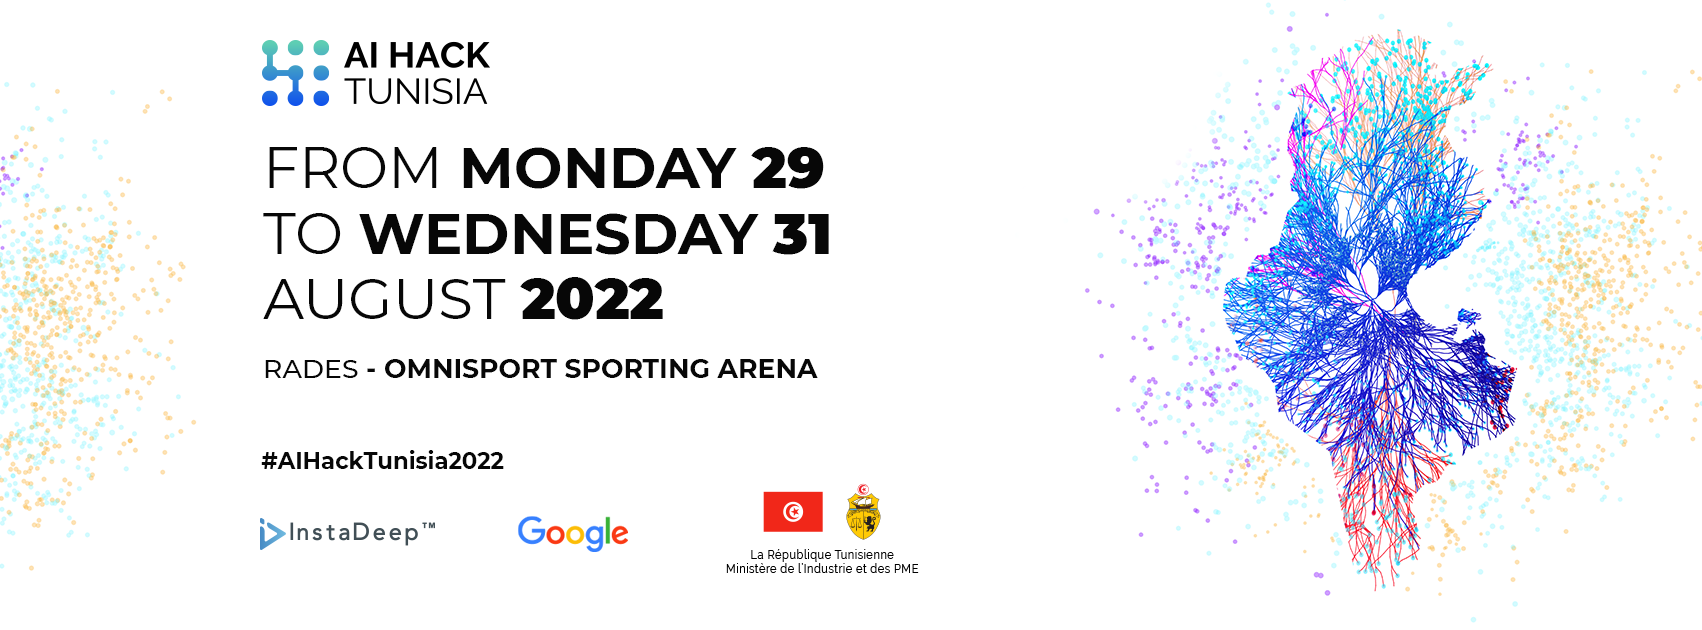 AI HACK
TUNISIA
FROM MONDAY 29
TO WEDNESDAY 31
AUGUST 2022
RADES - OMNISPORT SPORTING ARENA
#AIHackTunisia2022
InstaDeep™
Google
La République Tunisienne
Ministère de l'Industrie et des PME